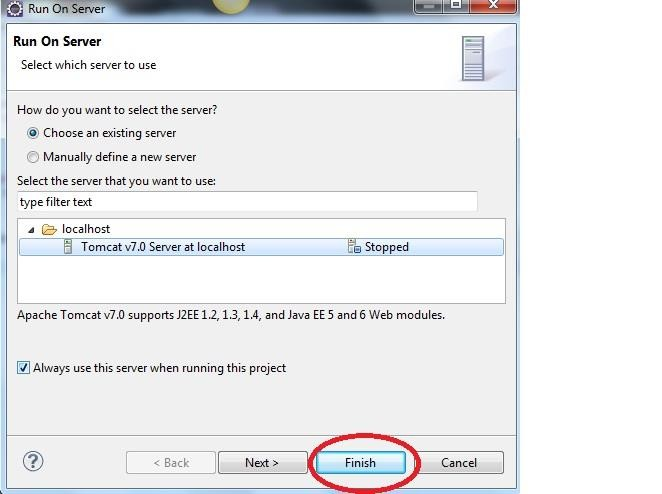 Run On Server
Run On Server
Select which server to use
How do you want to select the server?
Choose an existing server
Manually define a new server
Select the server that you want to use:
type filter text
localhost
Tomcat v7.0 Server at localhost Stopped
Apache Tomcat v7.0 supports J2EE 1.2, 1.3, 1.4, and Java EE 5 and 6 Web modules.
Always use this server when running this project
? < Back Next > Finish Cancel